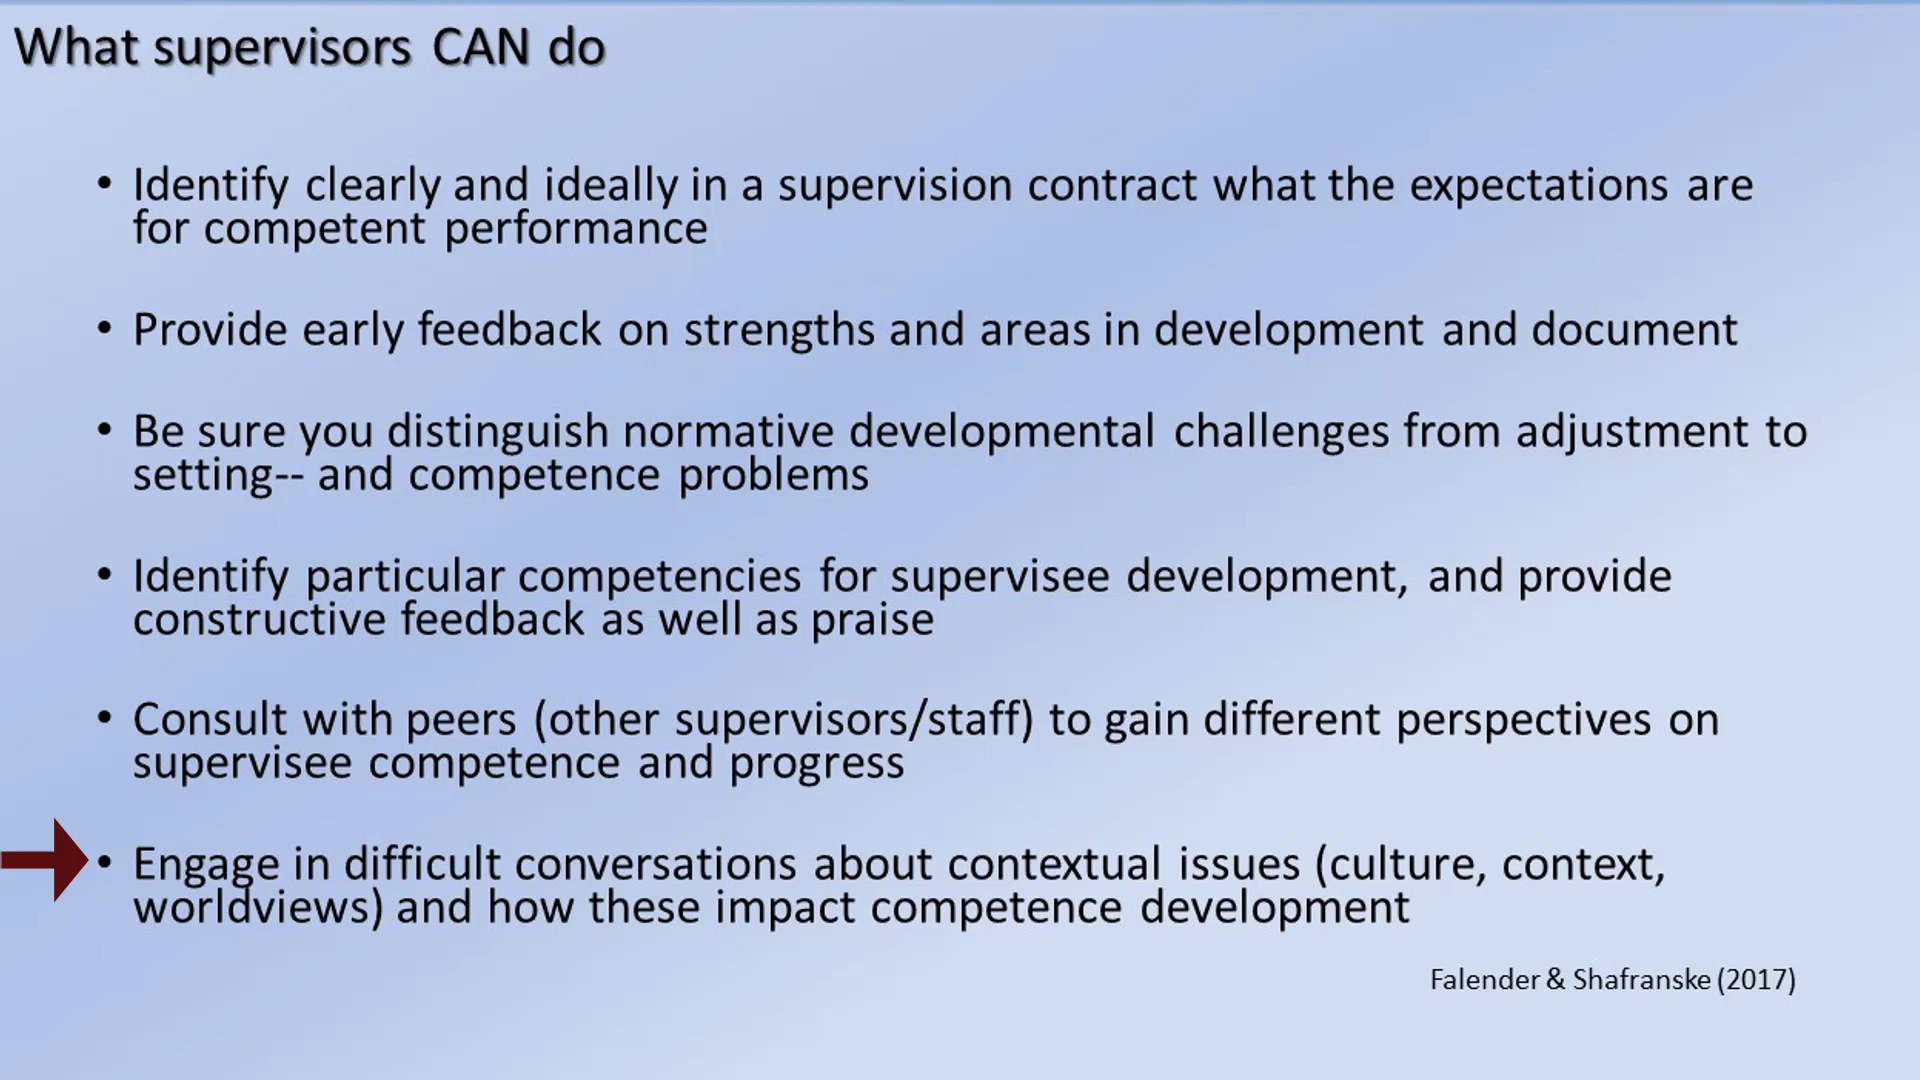 What supervisors CAN do
• Identify clearly and ideally in a supervision contract what the expectations are
for competent performance
• Provide early feedback on strengths and areas in development and document
• Be sure you distinguish normative developmental challenges from adjustment to
setting-- and competence problems
• Identify particular competencies for supervisee development, and provide
constructive feedback as well as praise
• Consult with peers (other supervisors/staff) to gain different perspectives on
supervisee competence and progress
• Engage in difficult conversations about contextual issues (culture, context,
worldviews) and how these impact competence development
Falender & Shafranske (2017)